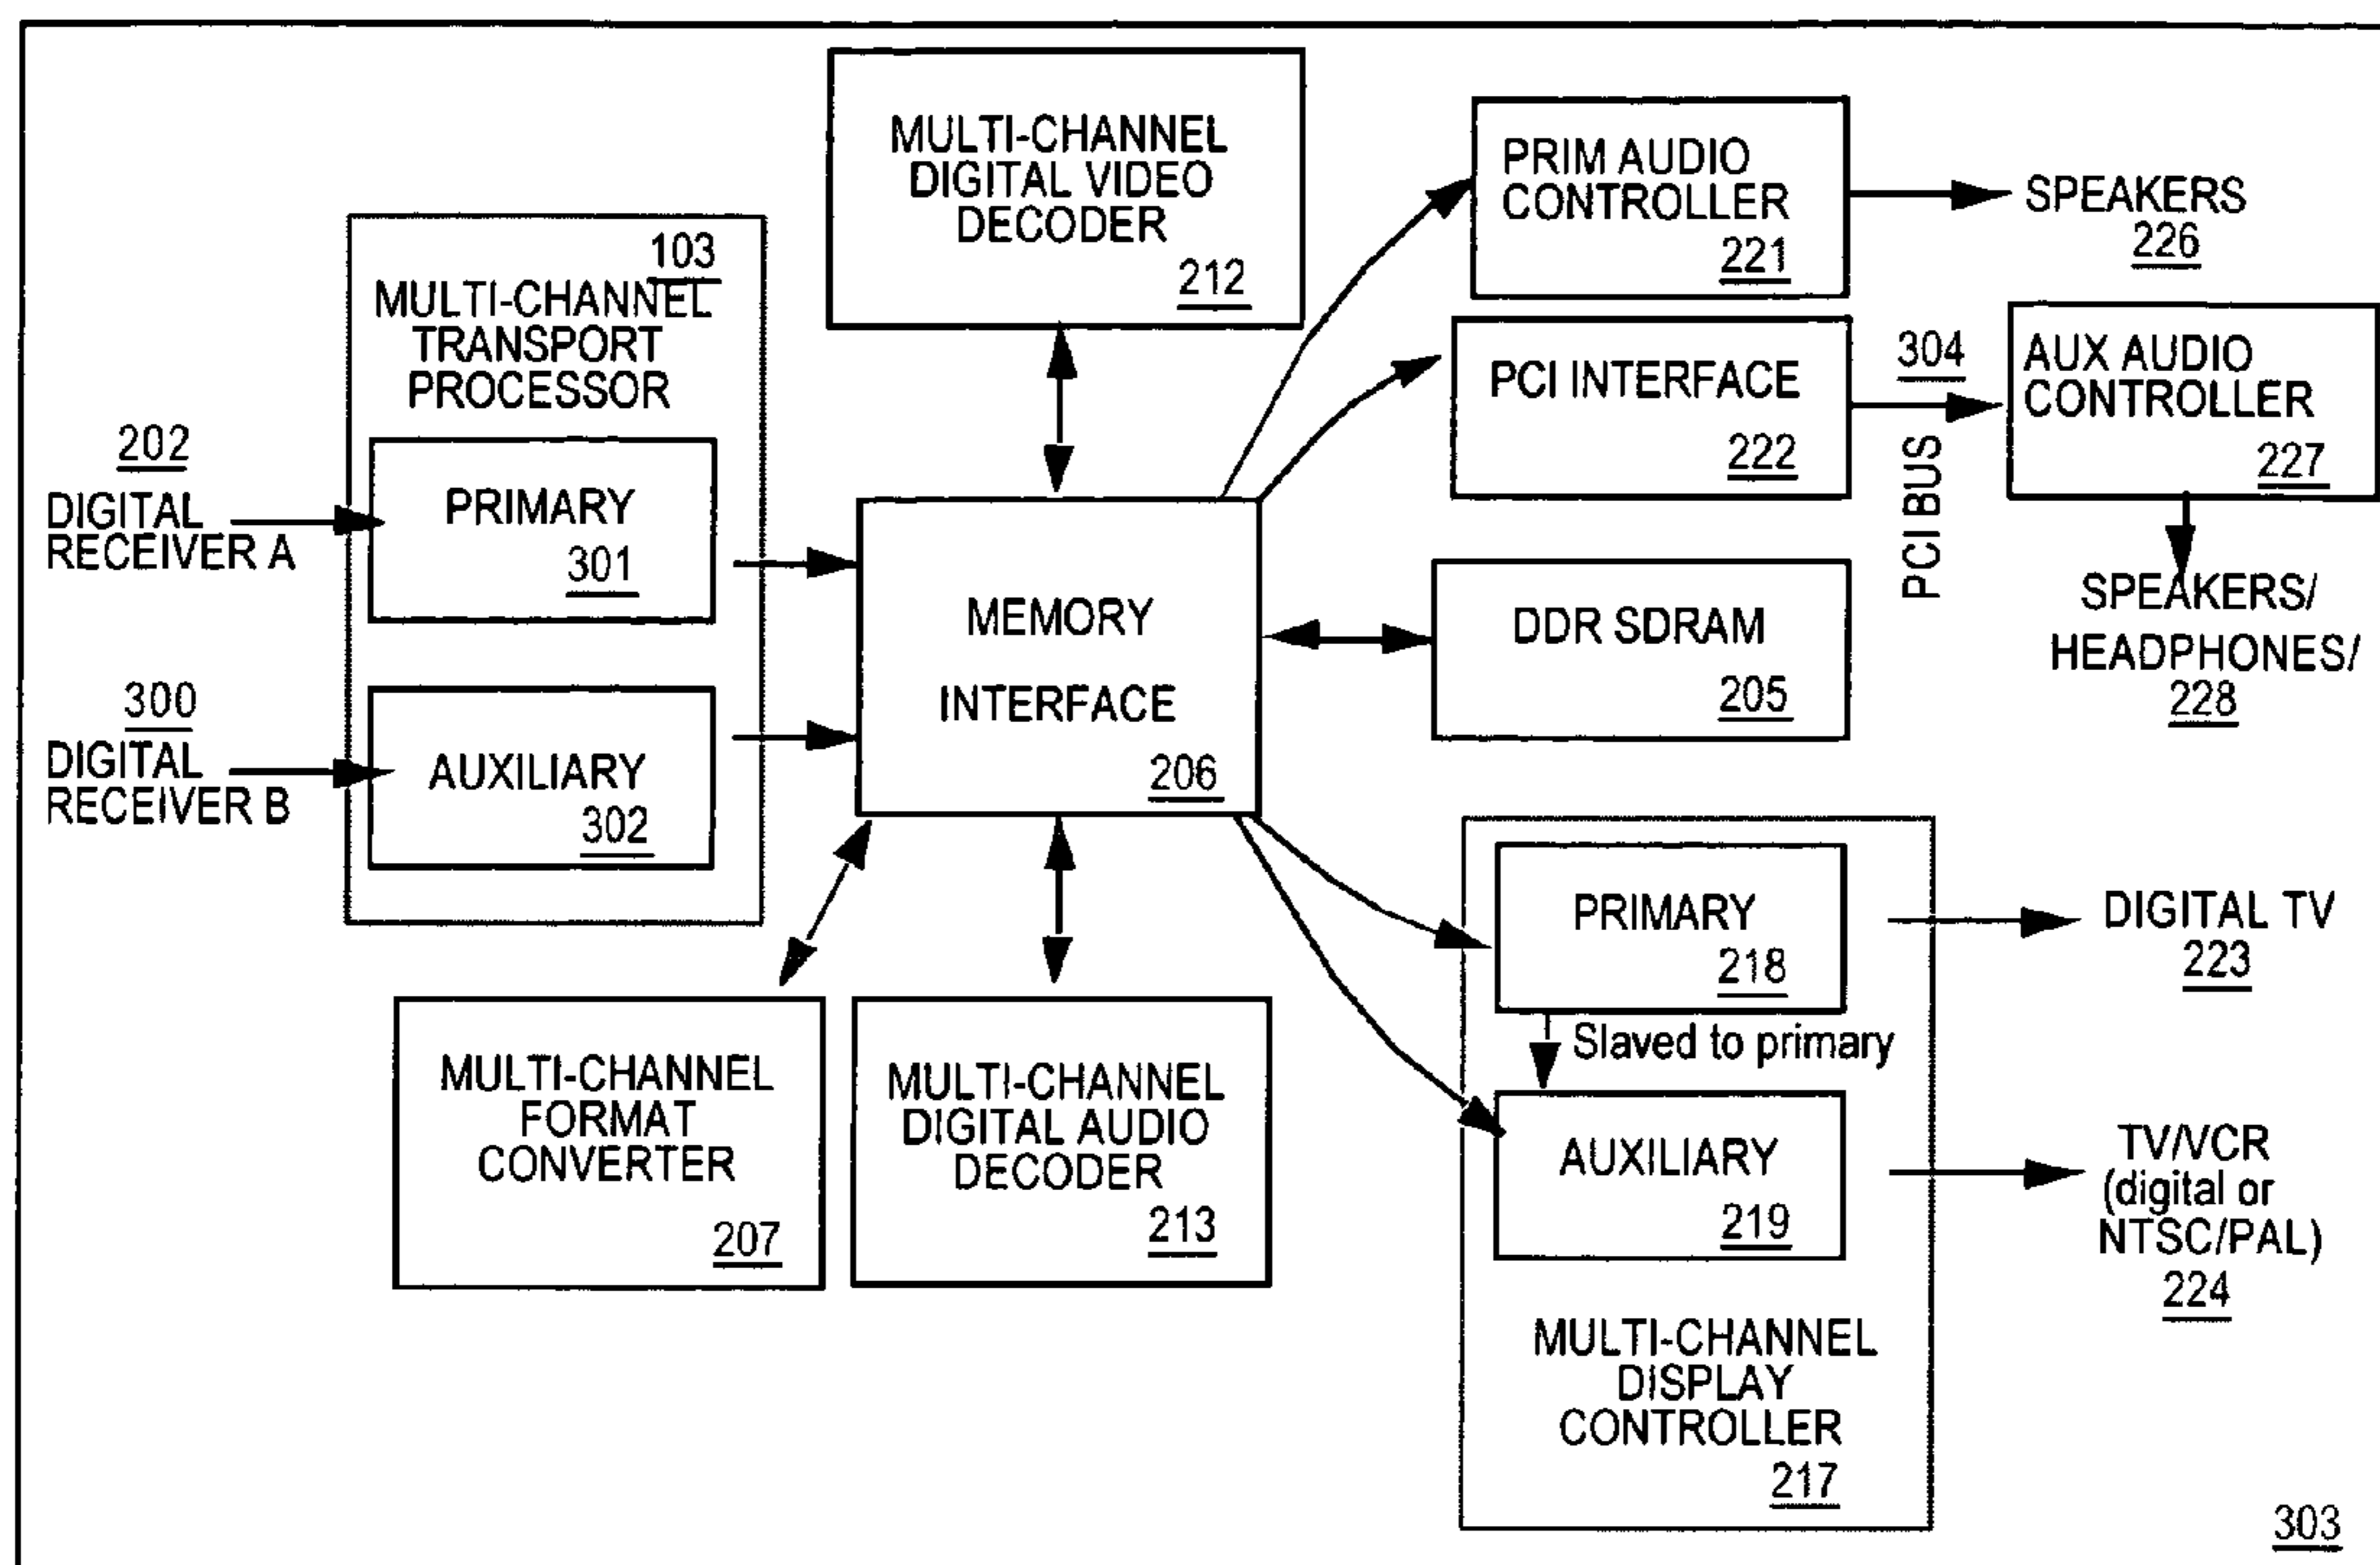 MULTI-CHANNEL
DIGITAL VIDEO
DECODER
212
PRIM AUDIO
CONTROLLER
221
SPEAKERS
226
103
MULTI-CHANNEL
TRANSPORT
PROCESSOR
PCI INTERFACE
222
304
PCI BUS
AUX AUDIO
CONTROLLER
227
SPEAKERS/
HEADPHONES/
228
202
DIGITAL
RECEIVER A
PRIMARY
301
300
DIGITAL
RECEIVER B
AUXILIARY
302
MEMORY
INTERFACE
206
DDR SDRAM
205
PRIMARY
218
Slaved to primary
AUXILIARY
219
MULTI-CHANNEL
DISPLAY
CONTROLLER
217
DIGITAL TV
223
TV/VCR
(digital or
NTSC/PAL)
224
MULTI-CHANNEL
FORMAT
CONVERTER
207
MULTI-CHANNEL
DIGITAL AUDIO
DECODER
213
303